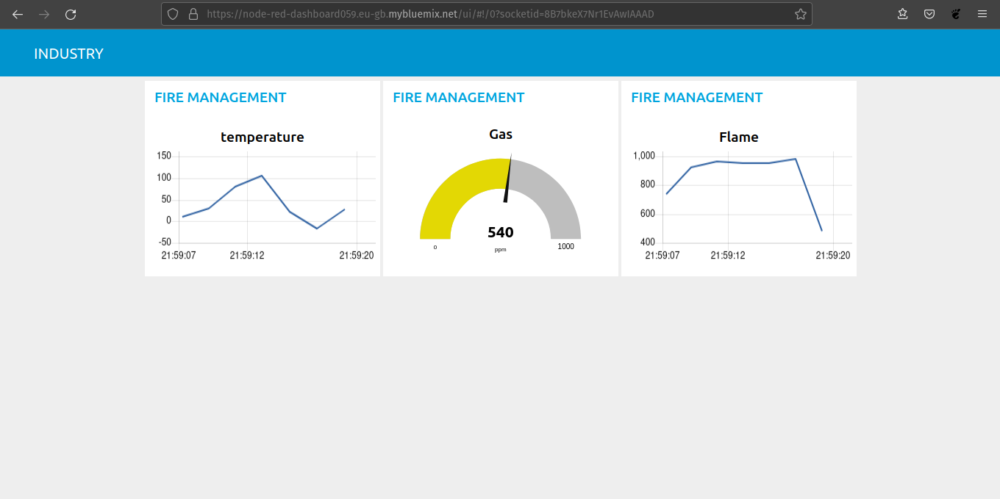 https://node-red-dashboard059.eu-gb.mybluemix.net/ui/#!/0?socketid=8B7bkeX7Nr1EvAwIAAAD
INDUSTRY
FIRE MANAGEMENT
temperature
150
100
50
0
-50
21:59:07 21:59:12 21:59:20
FIRE MANAGEMENT
Gas
540
0 ppm 1000
FIRE MANAGEMENT
Flame
1,000
800
600
400
21:59:07 21:59:12 21:59:20